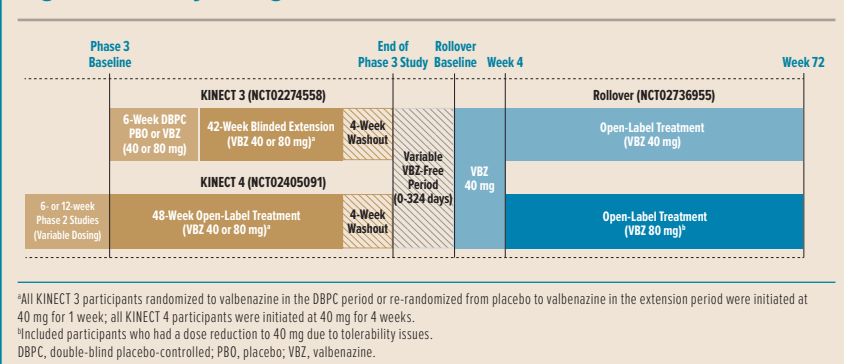 Phase 3
Baseline
End of
Phase 3 Study
Rollover
Baseline
Week 4
Week 72
KINECT 3 (NCT02274558)
Rollover (NCT02736955)
6-Week DBPC
PBO or VBZ
(40 or 80 mg)
42-Week Blinded Extension
(VBZ 40 or 80 mg)ᵃ
4-Week
Washout
Variable
VBZ-Free
Period
(0-324 days)
VBZ
40 mg
Open-Label Treatment
(VBZ 40 mg)
KINECT 4 (NCT02405091)
6- or 12-week
Phase 2 Studies
(Variable Dosing)
48-Week Open-Label Treatment
(VBZ 40 or 80 mg)ᵃ
4-Week
Washout
Open-Label Treatment
(VBZ 80 mg)ᵇ
ᵃAll KINECT 3 participants randomized to valbenazine in the DBPC period or re-randomized from placebo to valbenazine in the extension period were initiated at
40 mg for 1 week; all KINECT 4 participants were initiated at 40 mg for 4 weeks.
ᵇIncluded participants who had a dose reduction to 40 mg due to tolerability issues.
DBPC, double-blind placebo-controlled; PBO, placebo; VBZ, valbenazine.